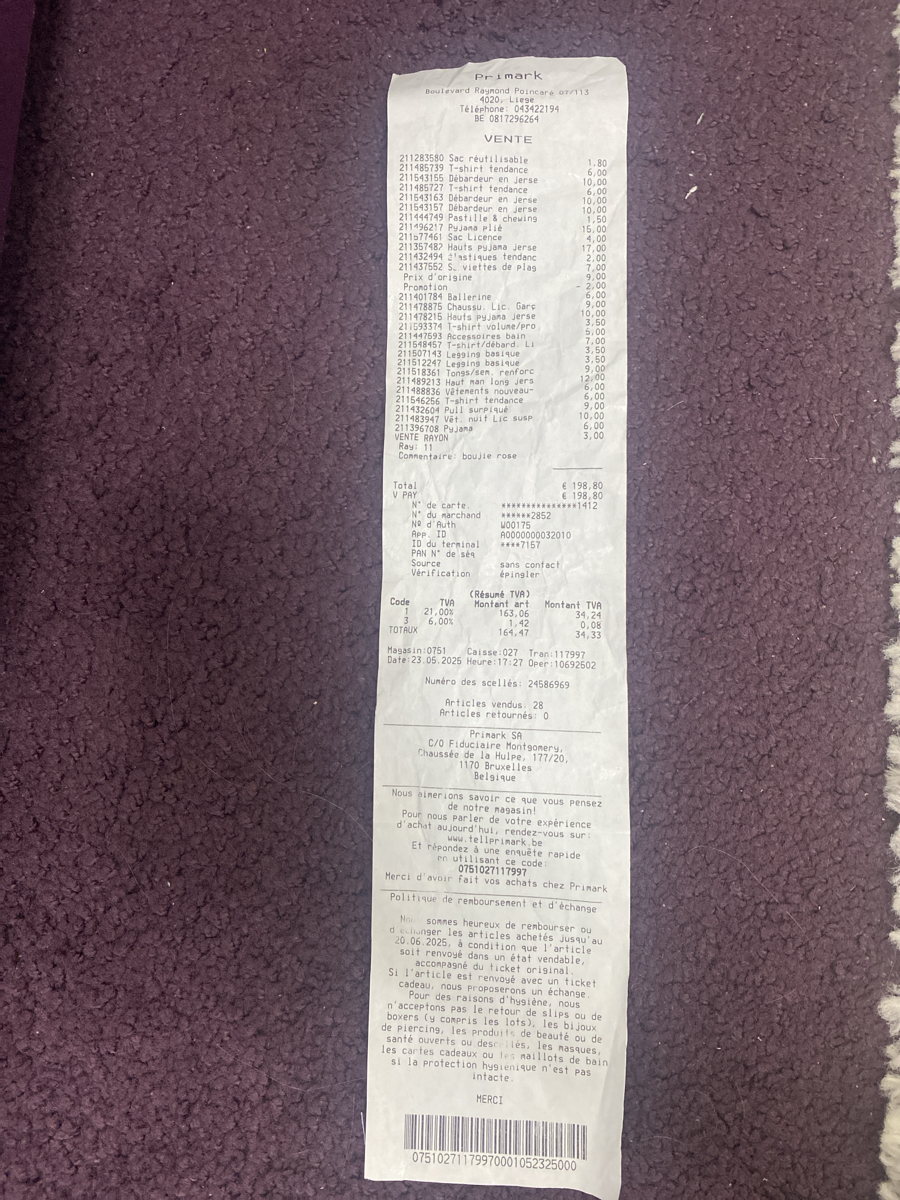 Primark
Boulevard Raymond Poincare 07/113
4020, Liege
Téléphone: 043422194
BE 0817296264
VENTE
211283580 Sac réutilisable 1,80
211485739 T-shirt tendance 6,00
211543155 Débardeur en jerse 10,00
211485727 T-shirt tendance 6,00
211543163 Débardeur en jerse 10,00
211543157 Débardeur en jerse 10,00
211444749 Pastille & chewing 1,50
211496217 Pyjama plié 15,00
211577461 Sac Licence 4,00
211357482 Hauts pyjama jerse 17,00
211432494 tendanc 2,00
211437552 de plag 7,00
Prix d'origine 9,00
Promotion - 2,00
211401784 Ballerine 6,00
211478875 Chaussu. Lic. Garç 9,00
211478215 Hauts pyjama jerse 10,00
211593374 T-shirt volume/pro 3,50
211447593 Accessoires bain 5,00
211548457 T-shirt/débard. Li 7,00
211507143 Legging basique 3,50
211512247 Legging basique 3,50
211518361 Tongs/sem. renforc 9,00
211489213 Haut man long jers 12,00
211488836 Vêtements nouveau- 6,00
211546256 T-shirt tendance 6,00
211432604 Pull surpiqué 9,00
211483947 Vêt. nuit Lic susp 10,00
211396708 Pyjama 6,00
VENTE RAYON 3,00
Ray: 11
Commentaire: boujie rose
Total € 198,80
V PAY € 198,80
N° de carte. ***************1412
N° du marchand ******2852
Nº d'Auth W00175
App. ID A0000000032010
ID du terminal ****7157
PAN N° de séq
Source sans contact
Vérification épingler
(Résumé TVA)
Code TVA Montant art Montant TVA
1 21,00% 163,06 34,24
3 6,00% 1,42 0,08
TOTAUX 164,47 34,33
Magasin:0751 Caisse:027 Tran:117997
Date:23.05.2025 Heure:17:27 Oper:10692502
Numéro des scellés: 24586969
Articles vendus: 28
Articles retournés: 0
Primark SA
C/O Fiduciaire Montgomery,
Chaussée de la Hulpe, 177/20,
1170 Bruxelles
Belgique
Nous aimerions savoir ce que vous pensez
de notre magasin!
Pour nous parler de votre expérience
d'achat aujourd'hui, rendez-vous sur:
www.tellprimark.be
Et répondez à une enquête rapide
en utilisant ce code:
0751027117997
Merci d'avoir fait vos achats chez Primark
Politique de remboursement et d'échange
Nous sommes heureux de rembourser ou
d'échanger les articles achetés jusqu'au
20.06.2025, à condition que l'article
soit renvoyé dans un état vendable,
accompagné du ticket original.
Si l'article est renvoyé avec un ticket
cadeau, nous proposerons un échange.
Pour des raisons d'hygiène, nous
n'acceptons pas le retour de slips ou de
boxers (y compris les lots), les bijoux
de piercing, les produits de beauté ou de
santé ouverts ou descellés, les masques,
les cartes cadeaux ou les maillots de bain
si la protection hygiénique n'est pas
intacte.
MERCI
07510271179970001052325000